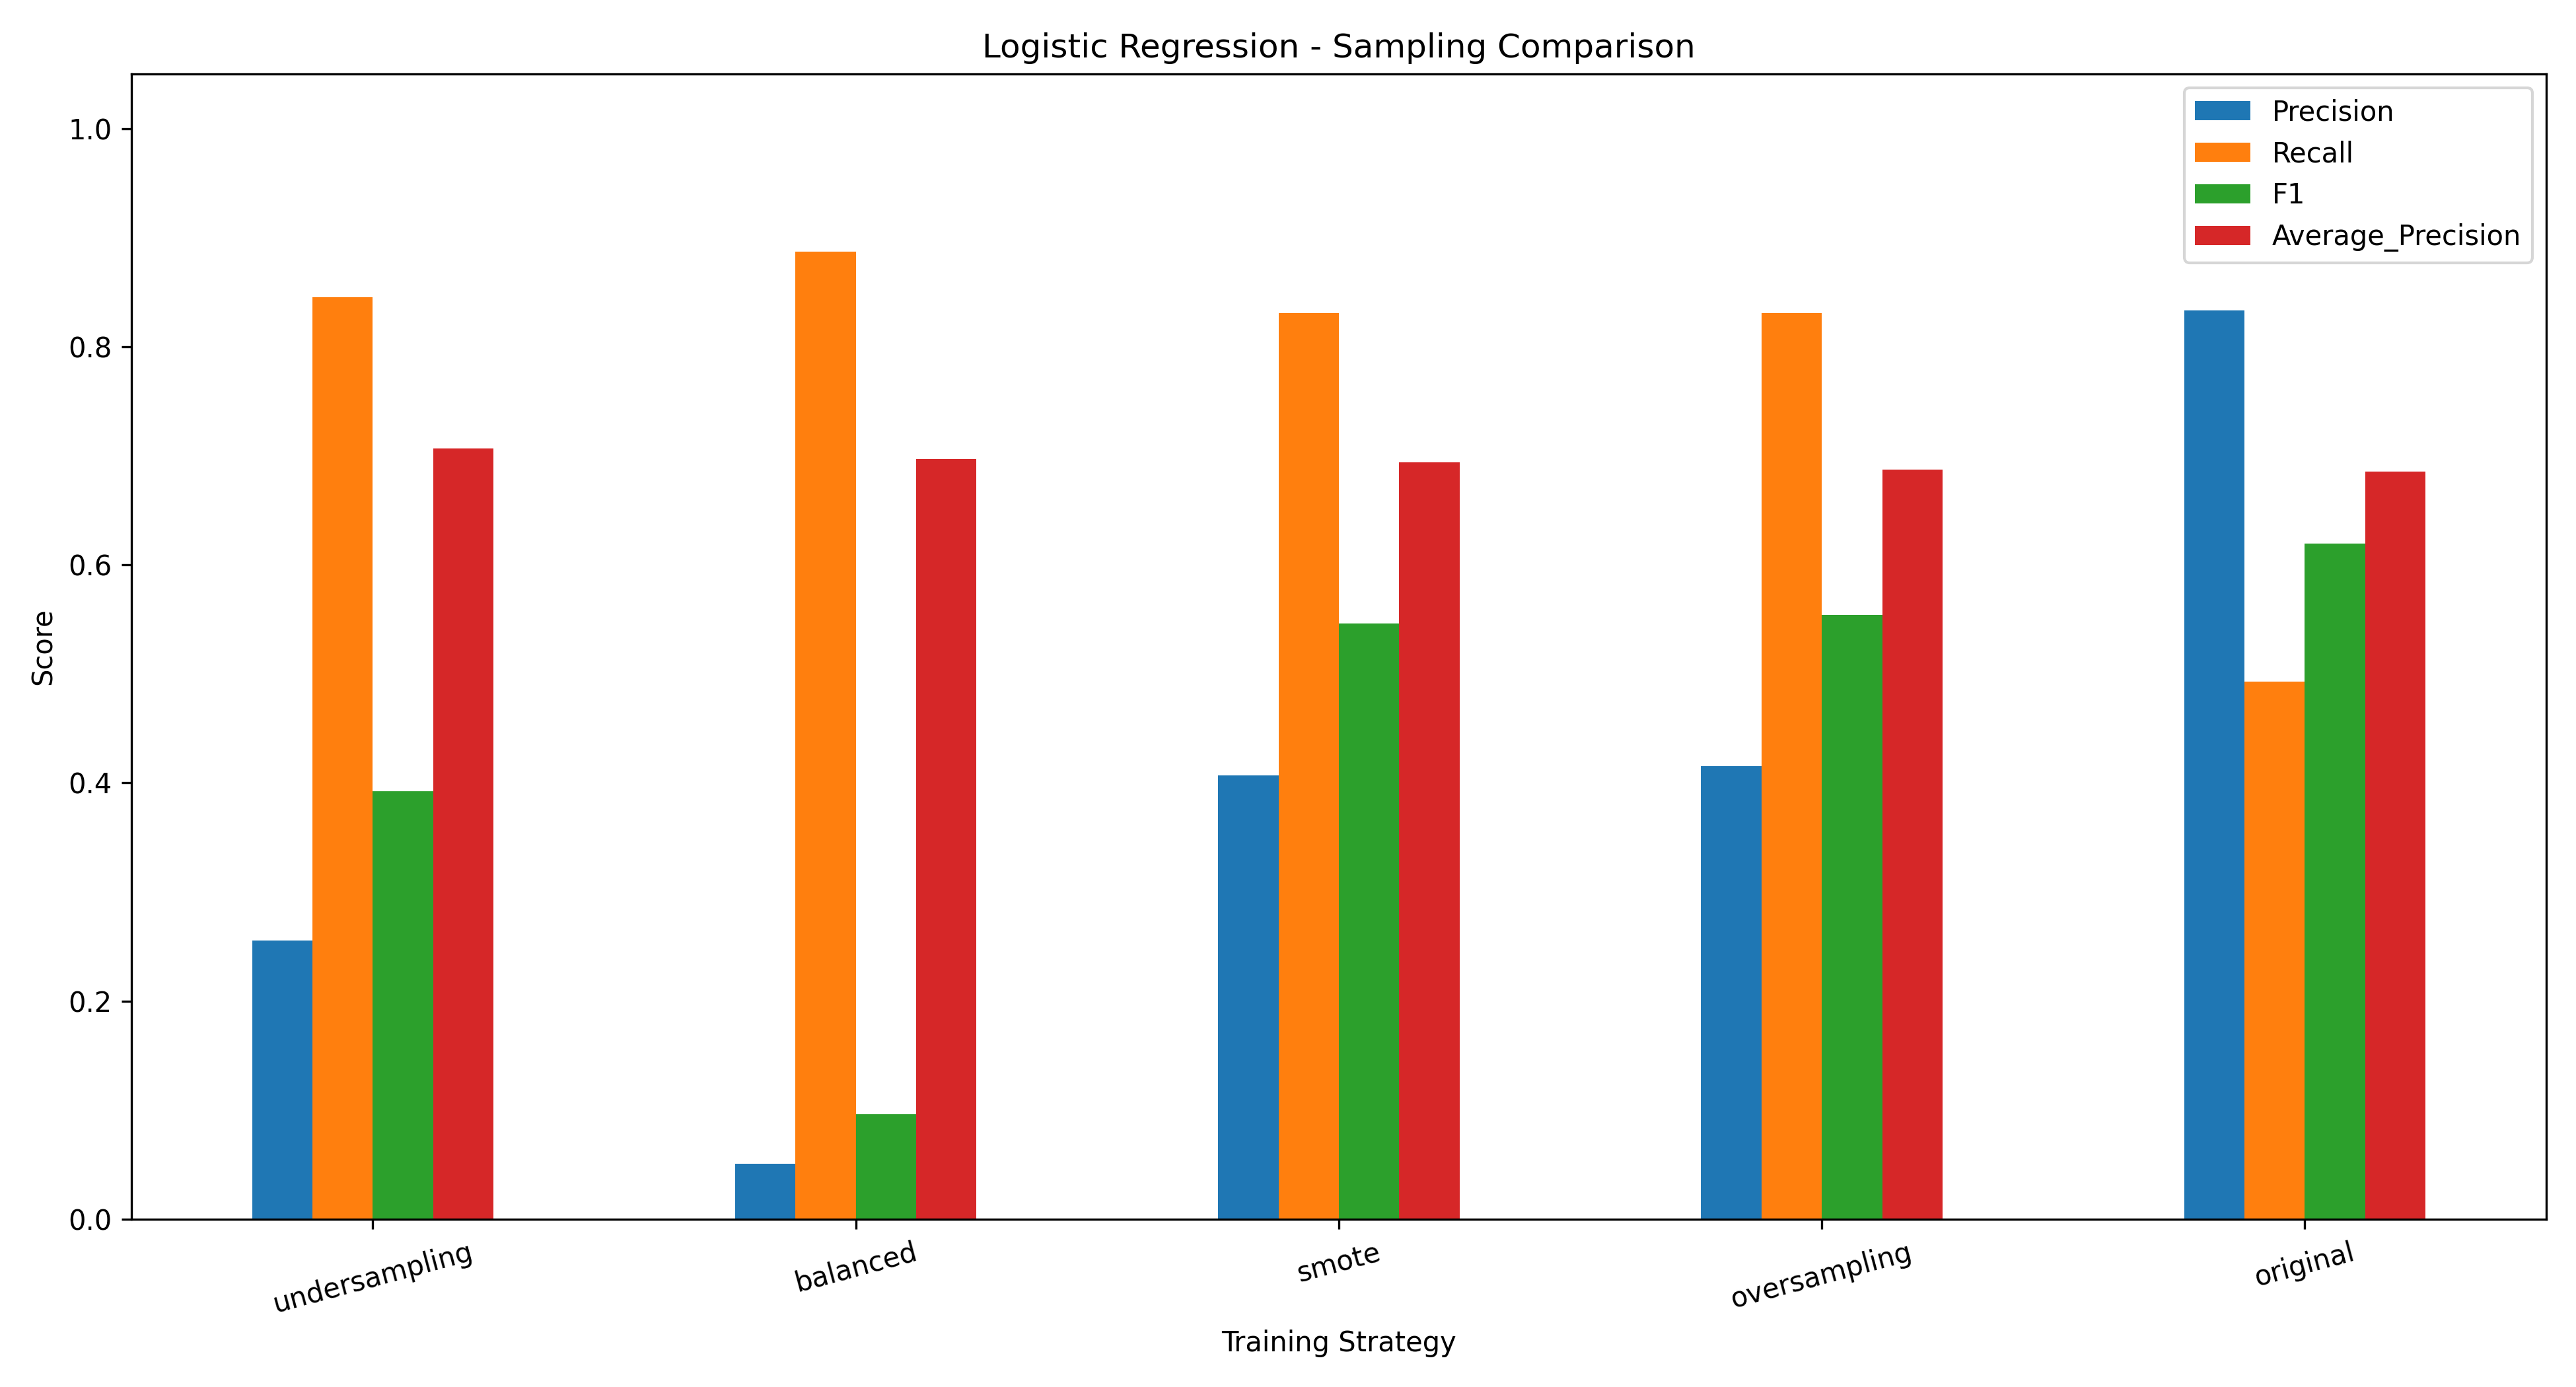 Logistic Regression - Sampling Comparison
Precision
Recall
F1
Average_Precision
1.0
0.8
0.6
0.4
0.2
0.0
Score
undersampling
balanced
smote
oversampling
original
Training Strategy